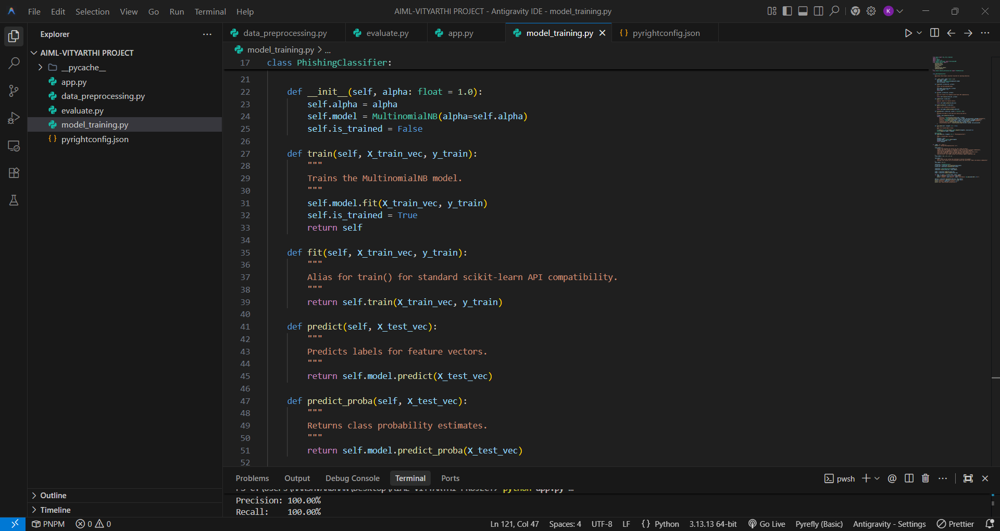 File Edit Selection View Go Run Terminal Help
AIML-VITYARTHI PROJECT - Antigravity IDE - model_training.py
K
Explorer
AIML-VITYARTHI PROJECT
__pycache__
app.py
data_preprocessing.py
evaluate.py
model_training.py
pyrightconfig.json
Outline
Timeline
data_preprocessing.py evaluate.py app.py model_training.py pyrightconfig.json
model_training.py > ...
17 class PhishingClassifier:
21
22 def __init__(self, alpha: float = 1.0):
23 self.alpha = alpha
24 self.model = MultinomialNB(alpha=self.alpha)
25 self.is_trained = False
26
27 def train(self, X_train_vec, y_train):
28 """
29 Trains the MultinomialNB model.
30 """
31 self.model.fit(X_train_vec, y_train)
32 self.is_trained = True
33 return self
34
35 def fit(self, X_train_vec, y_train):
36 """
37 Alias for train() for standard scikit-learn API compatibility.
38 """
39 return self.train(X_train_vec, y_train)
40
41 def predict(self, X_test_vec):
42 """
43 Predicts labels for feature vectors.
44 """
45 return self.model.predict(X_test_vec)
46
47 def predict_proba(self, X_test_vec):
48 """
49 Returns class probability estimates.
50 """
51 return self.model.predict_proba(X_test_vec)
52
Problems Output Debug Console Terminal Ports
pwsh
python app.py
Precision: 100.00%
Recall: 100.00%
PNPM 0 0
Ln 121, Col 47 Spaces: 4 UTF-8 LF {} Python 3.13.13 64-bit Go Live Pyrefly (Basic) Antigravity - Settings Prettier